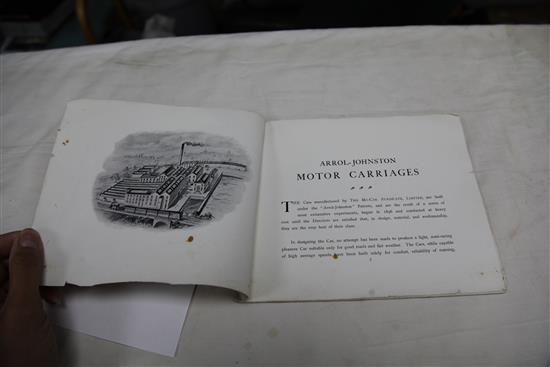 ARROL-JOHNSTON
MOTOR CARRIAGES
THE Cars manufactured by THE MO-CAR SYNDICATE, LIMITED, are built
under the "Arrol-Johnston" Patents, and are the result of a series of
most exhaustive experiments, begun in 1896 and conducted at heavy
cost until the Directors are satisfied that, in design, material, and workmanship,
they are the very best of their class.
In designing the Car, no attempt has been made to produce a light, racing
pleasure Car suitable only for good roads and fair weather. The Cars, while capable
of high average speeds, have been built solely for comfort, reliability of running,